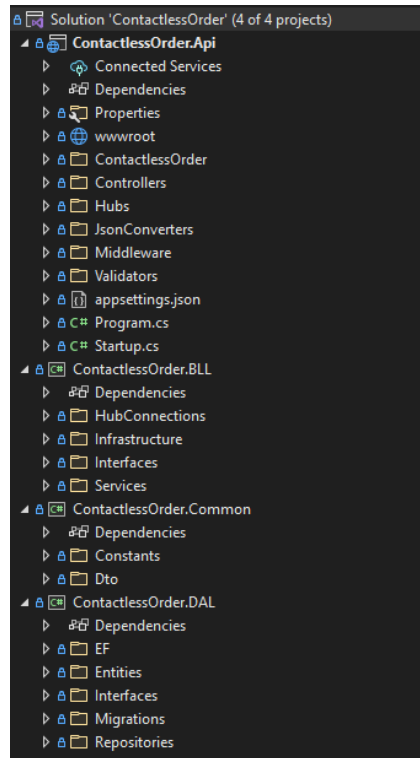 Solution 'ContactlessOrder' (4 of 4 projects)
ContactlessOrder.Api
Connected Services
Dependencies
Properties
wwwroot
ContactlessOrder
Controllers
Hubs
JsonConverters
Middleware
Validators
appsettings.json
C# Program.cs
C# Startup.cs
C# ContactlessOrder.BLL
Dependencies
HubConnections
Infrastructure
Interfaces
Services
C# ContactlessOrder.Common
Dependencies
Constants
Dto
C# ContactlessOrder.DAL
Dependencies
EF
Entities
Interfaces
Migrations
Repositories